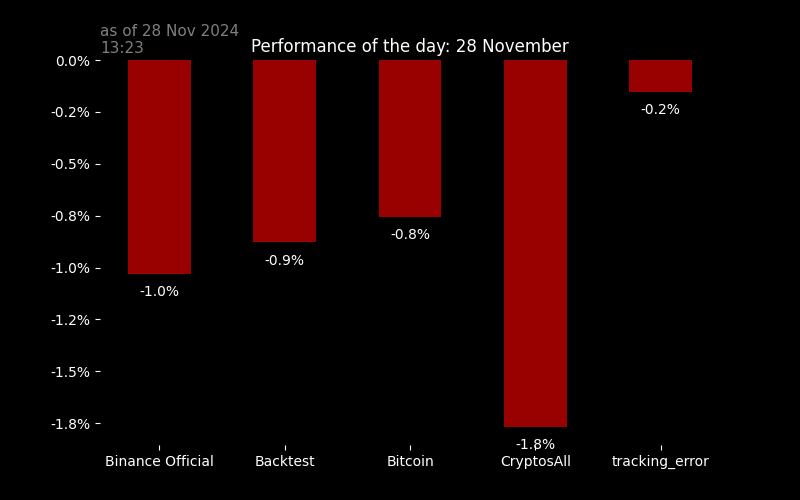 as of 28 Nov 2024
13:23
Performance of the day: 28 November
0.0%
-0.2%
-0.5%
-0.8%
-1.0%
-1.2%
-1.5%
-1.8%
-1.0%
-0.9%
-0.8%
-1.8%
-0.2%
Binance Official
Backtest
Bitcoin
CryptosAll
tracking_error